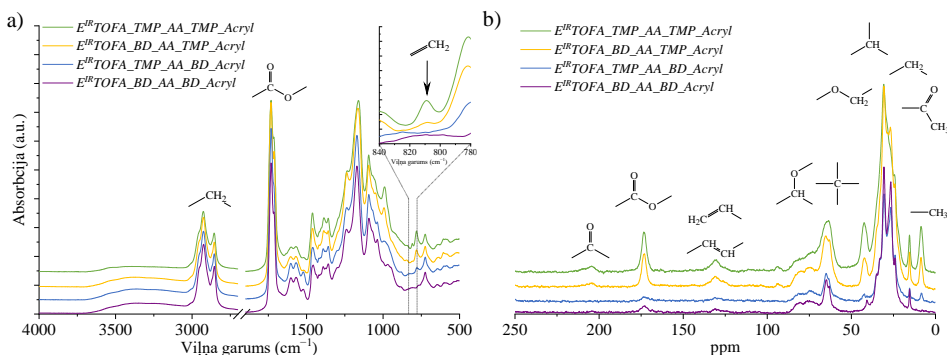 a)
E^IR TOFA_TMP_AA_TMP_Acryl
E^IR TOFA_BD_AA_TMP_Acryl
E^IR TOFA_TMP_AA_BD_Acryl
E^IR TOFA_BD_AA_BD_Acryl
Absorbcija (a.u.)
O
O
CH2
CH2
840 820 800 780
Viļņa garums (cm−1)
4000 3500 3000 1500 1000 500
Viļņa garums (cm−1)
b)
E^IR TOFA_TMP_AA_TMP_Acryl
E^IR TOFA_BD_AA_TMP_Acryl
E^IR TOFA_TMP_AA_BD_Acryl
E^IR TOFA_BD_AA_BD_Acryl
CH
CH2
O
CH2
O
C
CH3
O
C
O
C
O
H2C
CH
CH
CH
O
CH
C
CH3
250 200 150 100 50 0
ppm